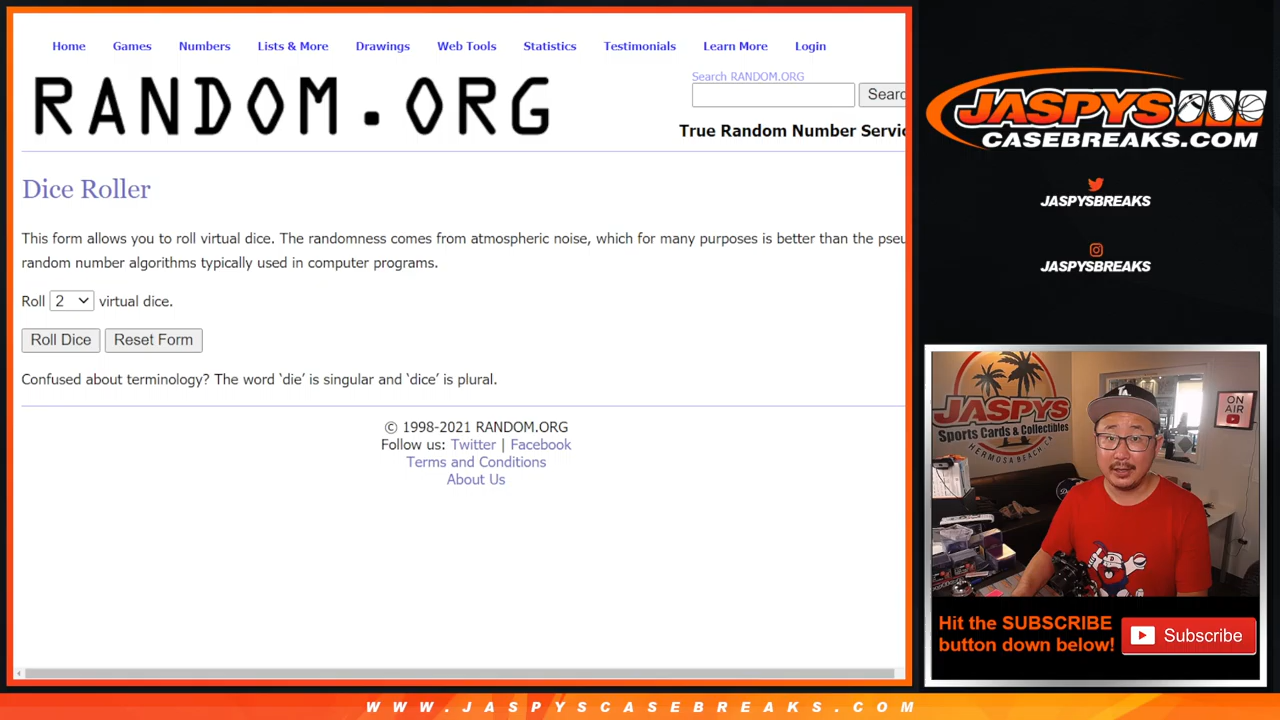 Home Games Numbers Lists & More Drawings Web Tools Statistics Testimonials Learn More Login
RANDOM.ORG
Search RANDOM.ORG
Searc
True Random Number Servic
Dice Roller
This form allows you to roll virtual dice. The randomness comes from atmospheric noise, which for many purposes is better than the pseu
random number algorithms typically used in computer programs.
Roll 2 virtual dice.
Roll Dice Reset Form
Confused about terminology? The word ‘die’ is singular and ‘dice’ is plural.
© 1998-2021 RANDOM.ORG
Follow us: Twitter | Facebook
Terms and Conditions
About Us
JASPYS
CASEBREAKS.COM
JASPYSBREAKS
JASPYSBREAKS
JASPYS
Sports Cards & Collectibles
HERMOSA BEACH CA
ON
AIR
LA
Hit the SUBSCRIBE
button down below!
Subscribe
WWW.JASPYSCASEBREAKS.COM